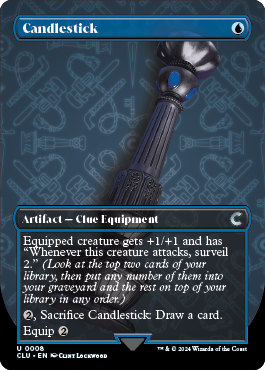 Candlestick
Artifact — Clue Equipment
Equipped creature gets +1/+1 and has
“Whenever this creature attacks, surveil
2.” (Look at the top two cards of your
library, then put any number of them into
your graveyard and the rest on top of your
library in any order.)
2, Sacrifice Candlestick: Draw a card.
Equip 2
U 0008
CLU • EN Clint Lockwood
™ & © 2024 Wizards of the Coast